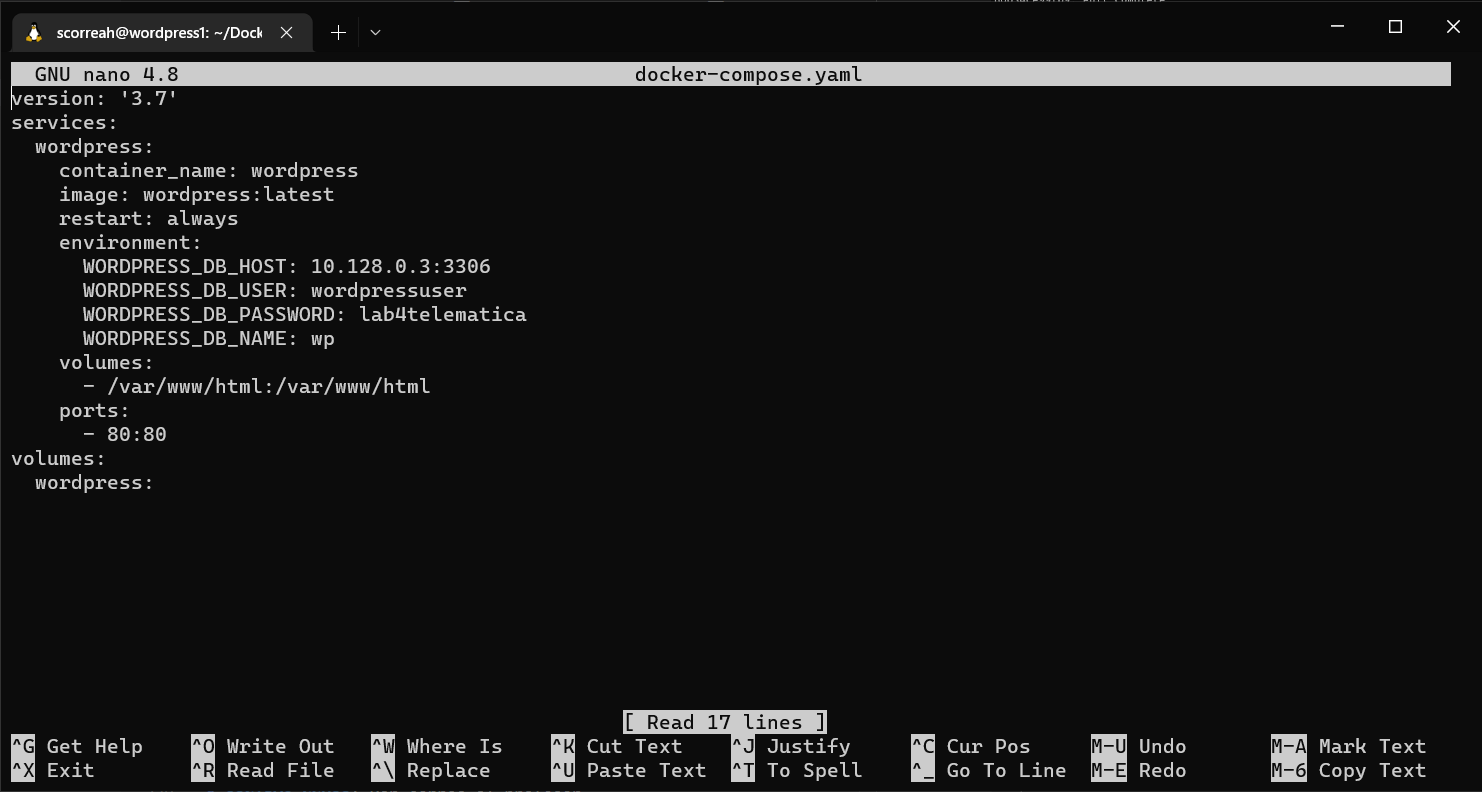 scorreah@wordpress1: ~/Dock
GNU nano 4.8 docker-compose.yaml
version: '3.7'
services:
  wordpress:
    container_name: wordpress
    image: wordpress:latest
    restart: always
    environment:
      WORDPRESS_DB_HOST: 10.128.0.3:3306
      WORDPRESS_DB_USER: wordpressuser
      WORDPRESS_DB_PASSWORD: lab4telematica
      WORDPRESS_DB_NAME: wp
    volumes:
      - /var/www/html:/var/www/html
    ports:
      - 80:80
volumes:
  wordpress:
[ Read 17 lines ]
^G Get Help ^O Write Out ^W Where Is ^K Cut Text ^J Justify ^C Cur Pos M-U Undo M-A Mark Text
^X Exit ^R Read File ^\ Replace ^U Paste Text ^T To Spell ^_ Go To Line M-E Redo M-6 Copy Text